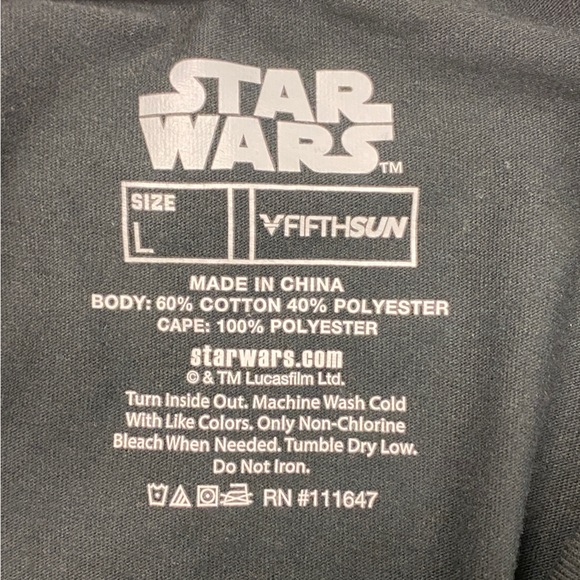 STAR
WARS™
SIZE
L
FIFTHSUN
MADE IN CHINA
BODY: 60% COTTON 40% POLYESTER
CAPE: 100% POLYESTER
starwars.com
© & TM Lucasfilm Ltd.
Turn Inside Out. Machine Wash Cold
With Like Colors. Only Non-Chlorine
Bleach When Needed. Tumble Dry Low.
Do Not Iron.
RN #111647